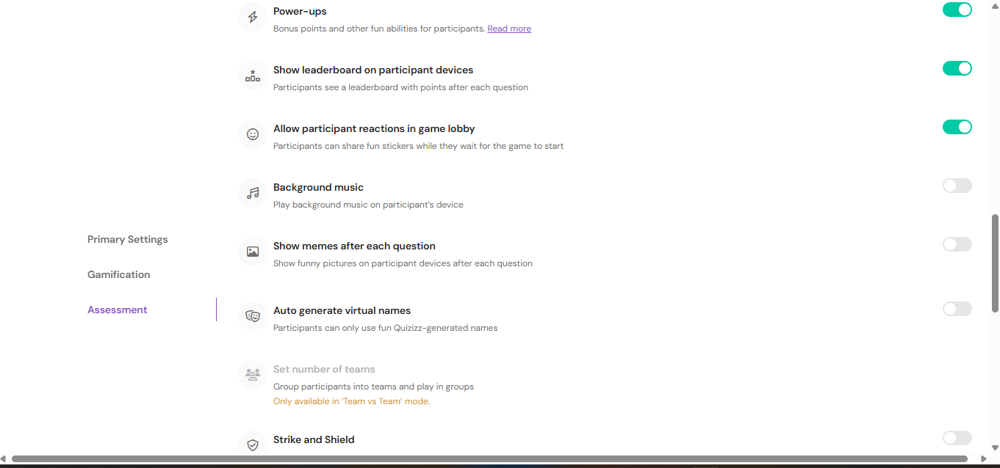 Power-ups
Bonus points and other fun abilities for participants. Read more
Show leaderboard on participant devices
Participants see a leaderboard with points after each question
Allow participant reactions in game lobby
Participants can share fun stickers while they wait for the game to start
Background music
Play background music on participant's device
Primary Settings
Show memes after each question
Show funny pictures on participant devices after each question
Gamification
Assessment
Auto generate virtual names
Participants can only use fun Quizizz-generated names
Set number of teams
Group participants into teams and play in groups
Only available in 'Team vs Team' mode.
Strike and Shield